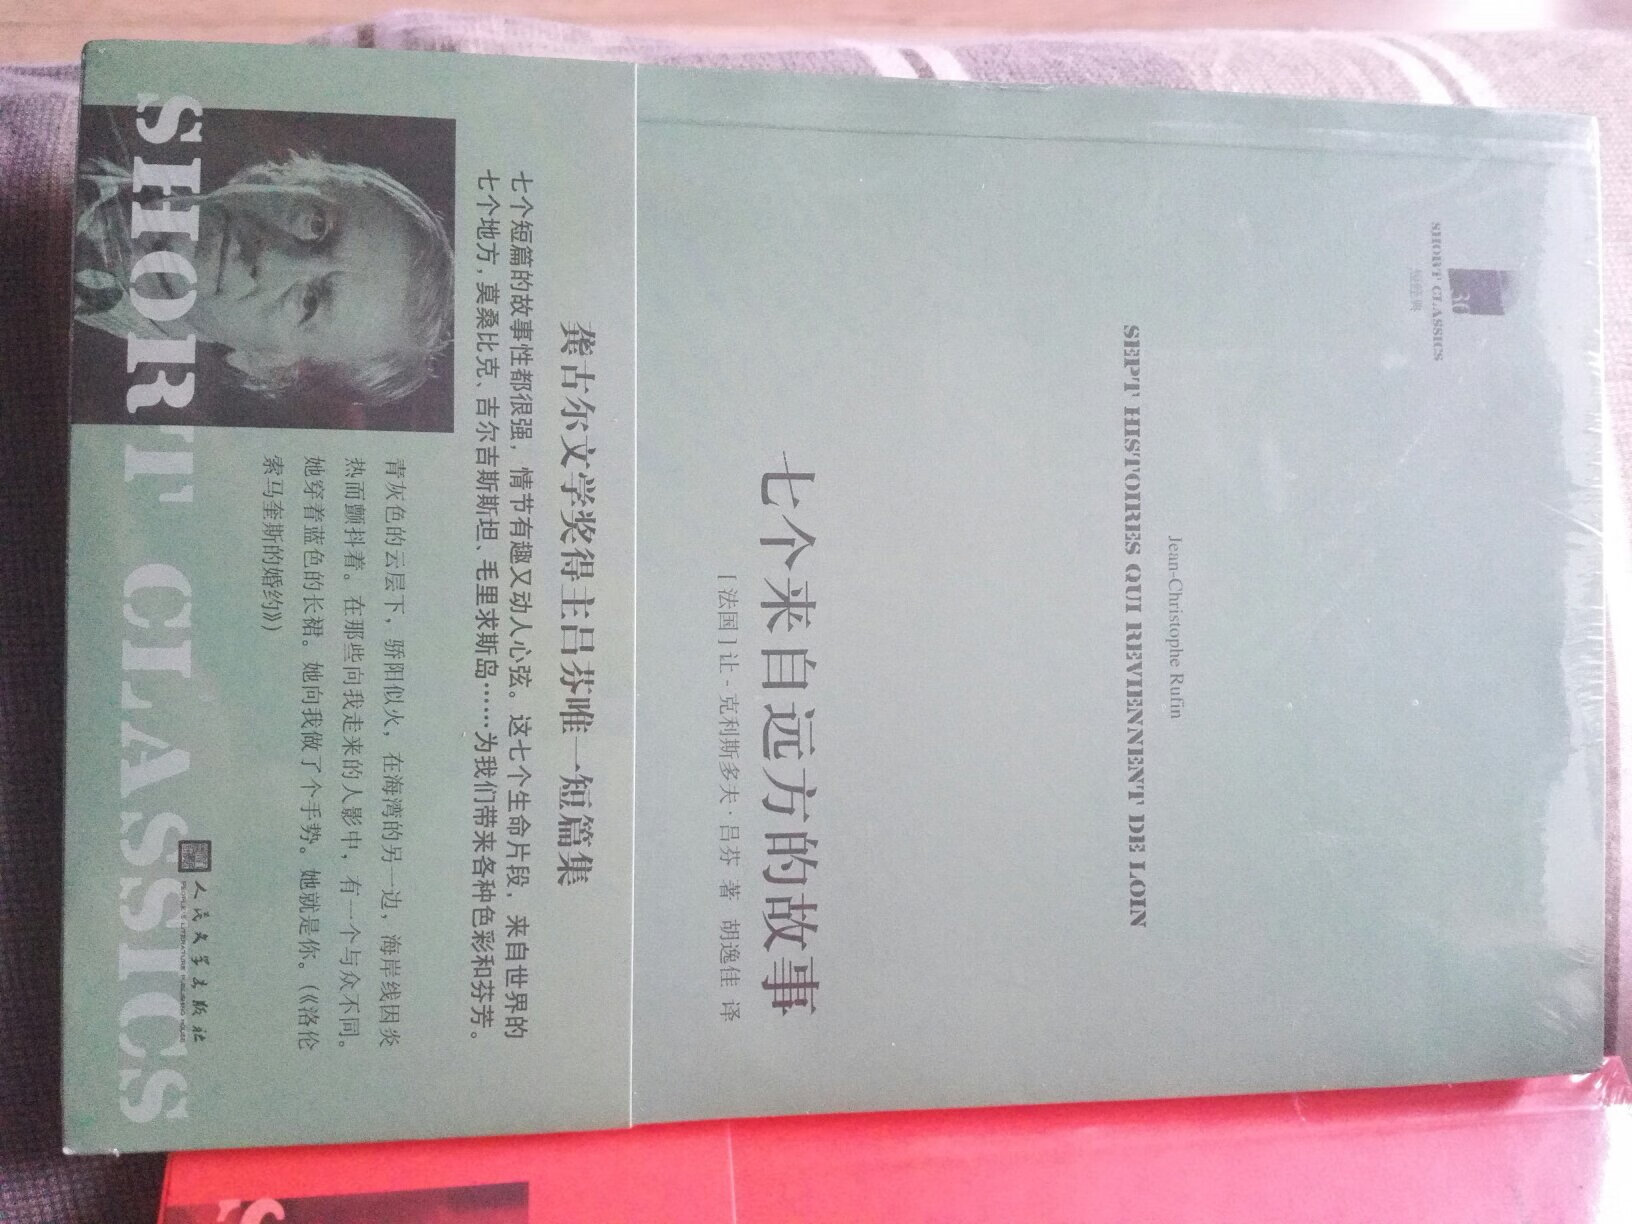 SHORT CLASSICS
短经典
Jean-Christophe Rufin
SEPT HISTOIRES QUI REVIENNENT DE LOIN
七个来自远方的故事
[法国]让-克利斯多夫·吕芬 著 胡逸佳 译
龚古尔文学奖得主吕芬唯一短篇集
七个短篇的故事性都很强，情节有趣又动人心弦。这七个生命片段，来自世界的
七个地方，莫桑比克、吉尔吉斯斯坦、毛里求斯岛……为我们带来各种色彩和芬芳。
青灰色的云层下，骄阳似火，在海湾的另一边，海岸线因炎
热而颤抖着。在那些向我走来的人影中，有一个与众不同。
她穿着蓝色的长裙。她向我做了个手势。她就是你。(《洛伦
索马奎斯的婚约》)
人民文学出版社
PEOPLE'S LITERATURE PUBLISHING HOUSE
SHORT CLASSICS
S